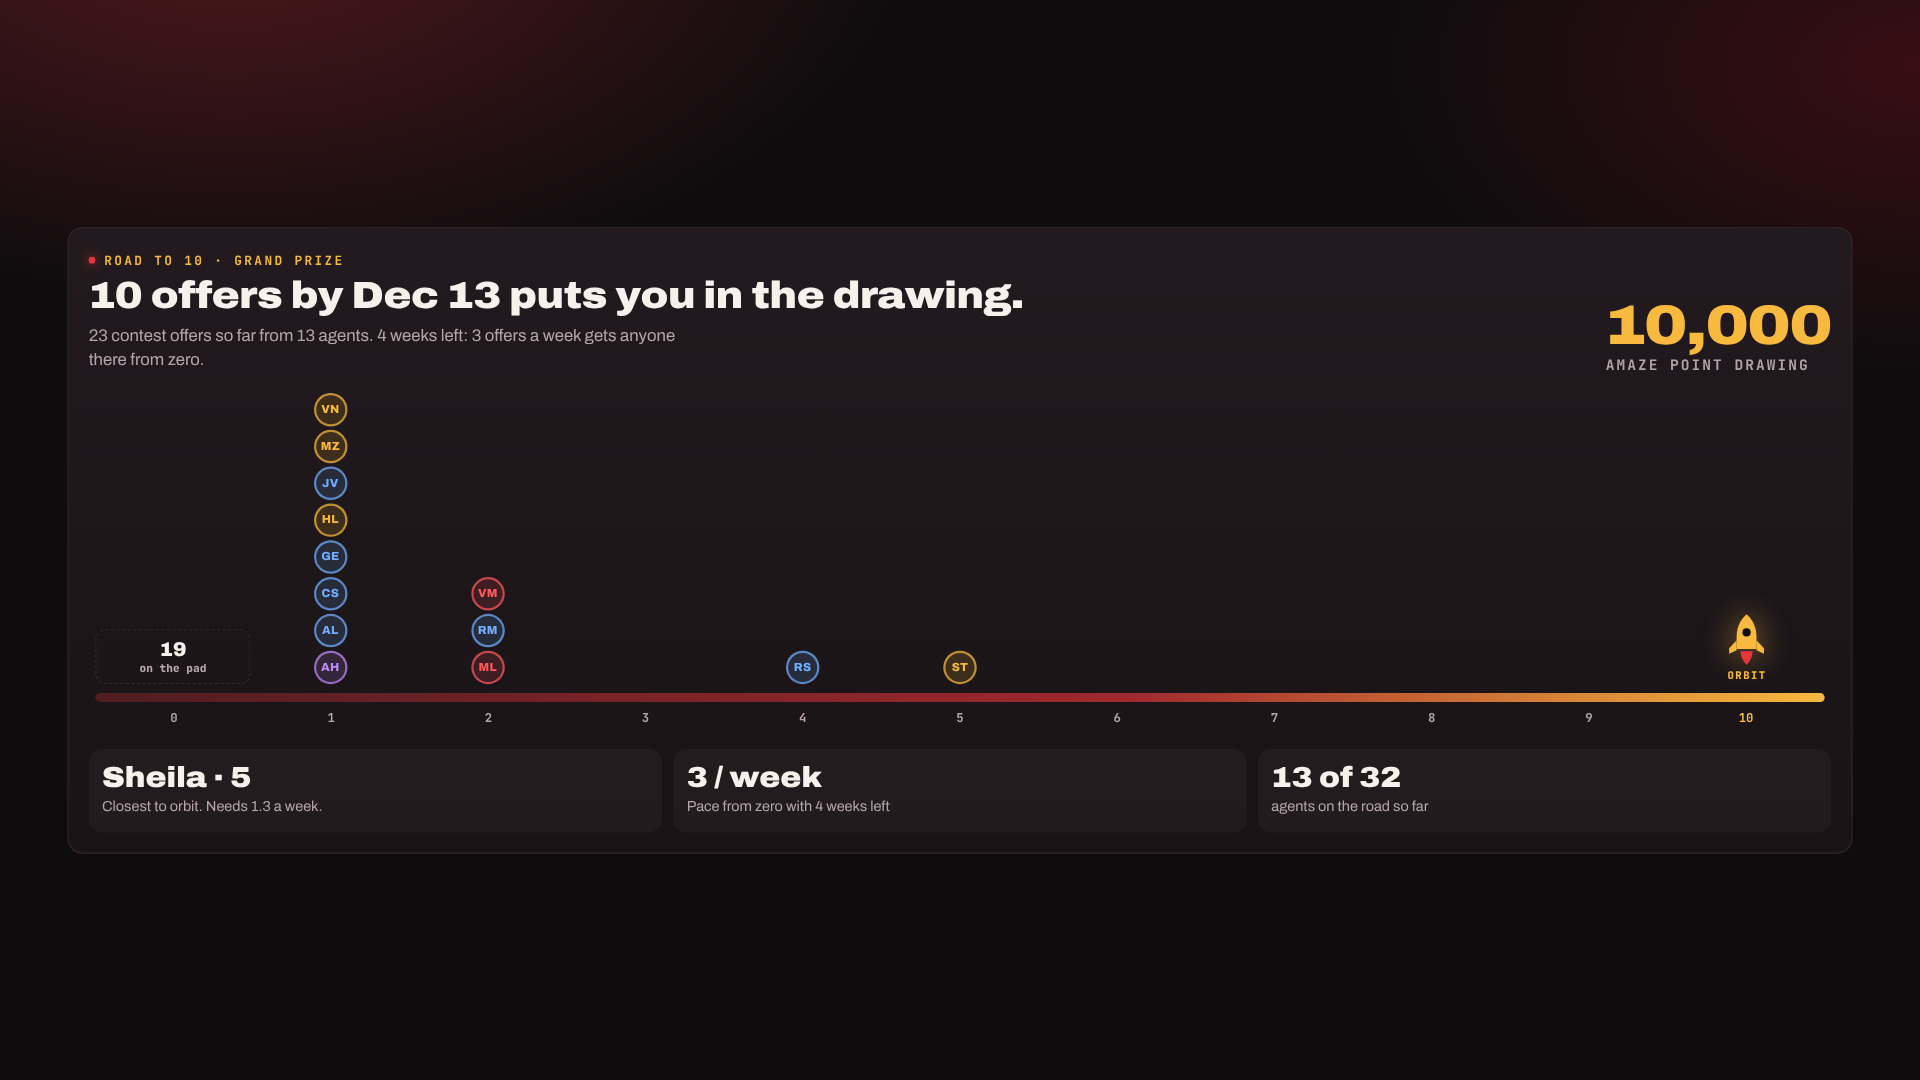 ROAD TO 10 · GRAND PRIZE
10 offers by Dec 13 puts you in the drawing.
23 contest offers so far from 13 agents. 4 weeks left: 3 offers a week gets anyone
there from zero.
10,000
AMAZE POINT DRAWING
VN
MZ
JV
HL
GE
CS
AL
AH
VM
RM
ML
RS
ST
19
on the pad
ORBIT
0 1 2 3 4 5 6 7 8 9 10
Sheila · 5
Closest to orbit. Needs 1.3 a week.
3 / week
Pace from zero with 4 weeks left
13 of 32
agents on the road so far